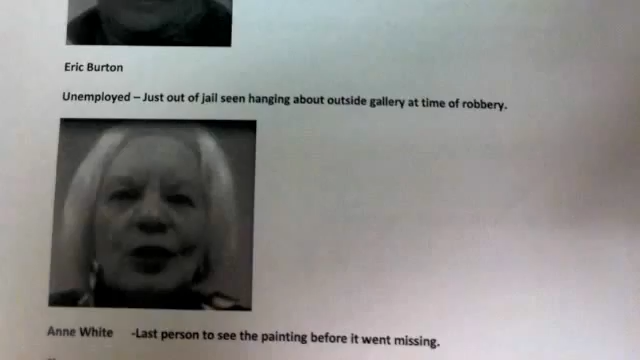 Eric Burton
Unemployed – Just out of jail seen hanging about outside gallery at time of robbery.
Anne White -Last person to see the painting before it went missing.